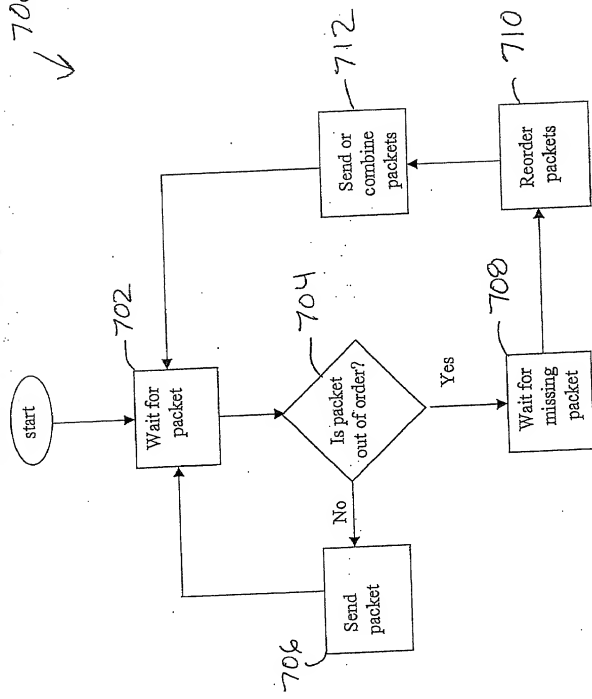 start
702
Wait for
packet
704
Is packet
out of order?
No
Yes
706
Send
packet
708
Wait for
missing
packet
710
Reorder
packets
712
Send or
combine
packets